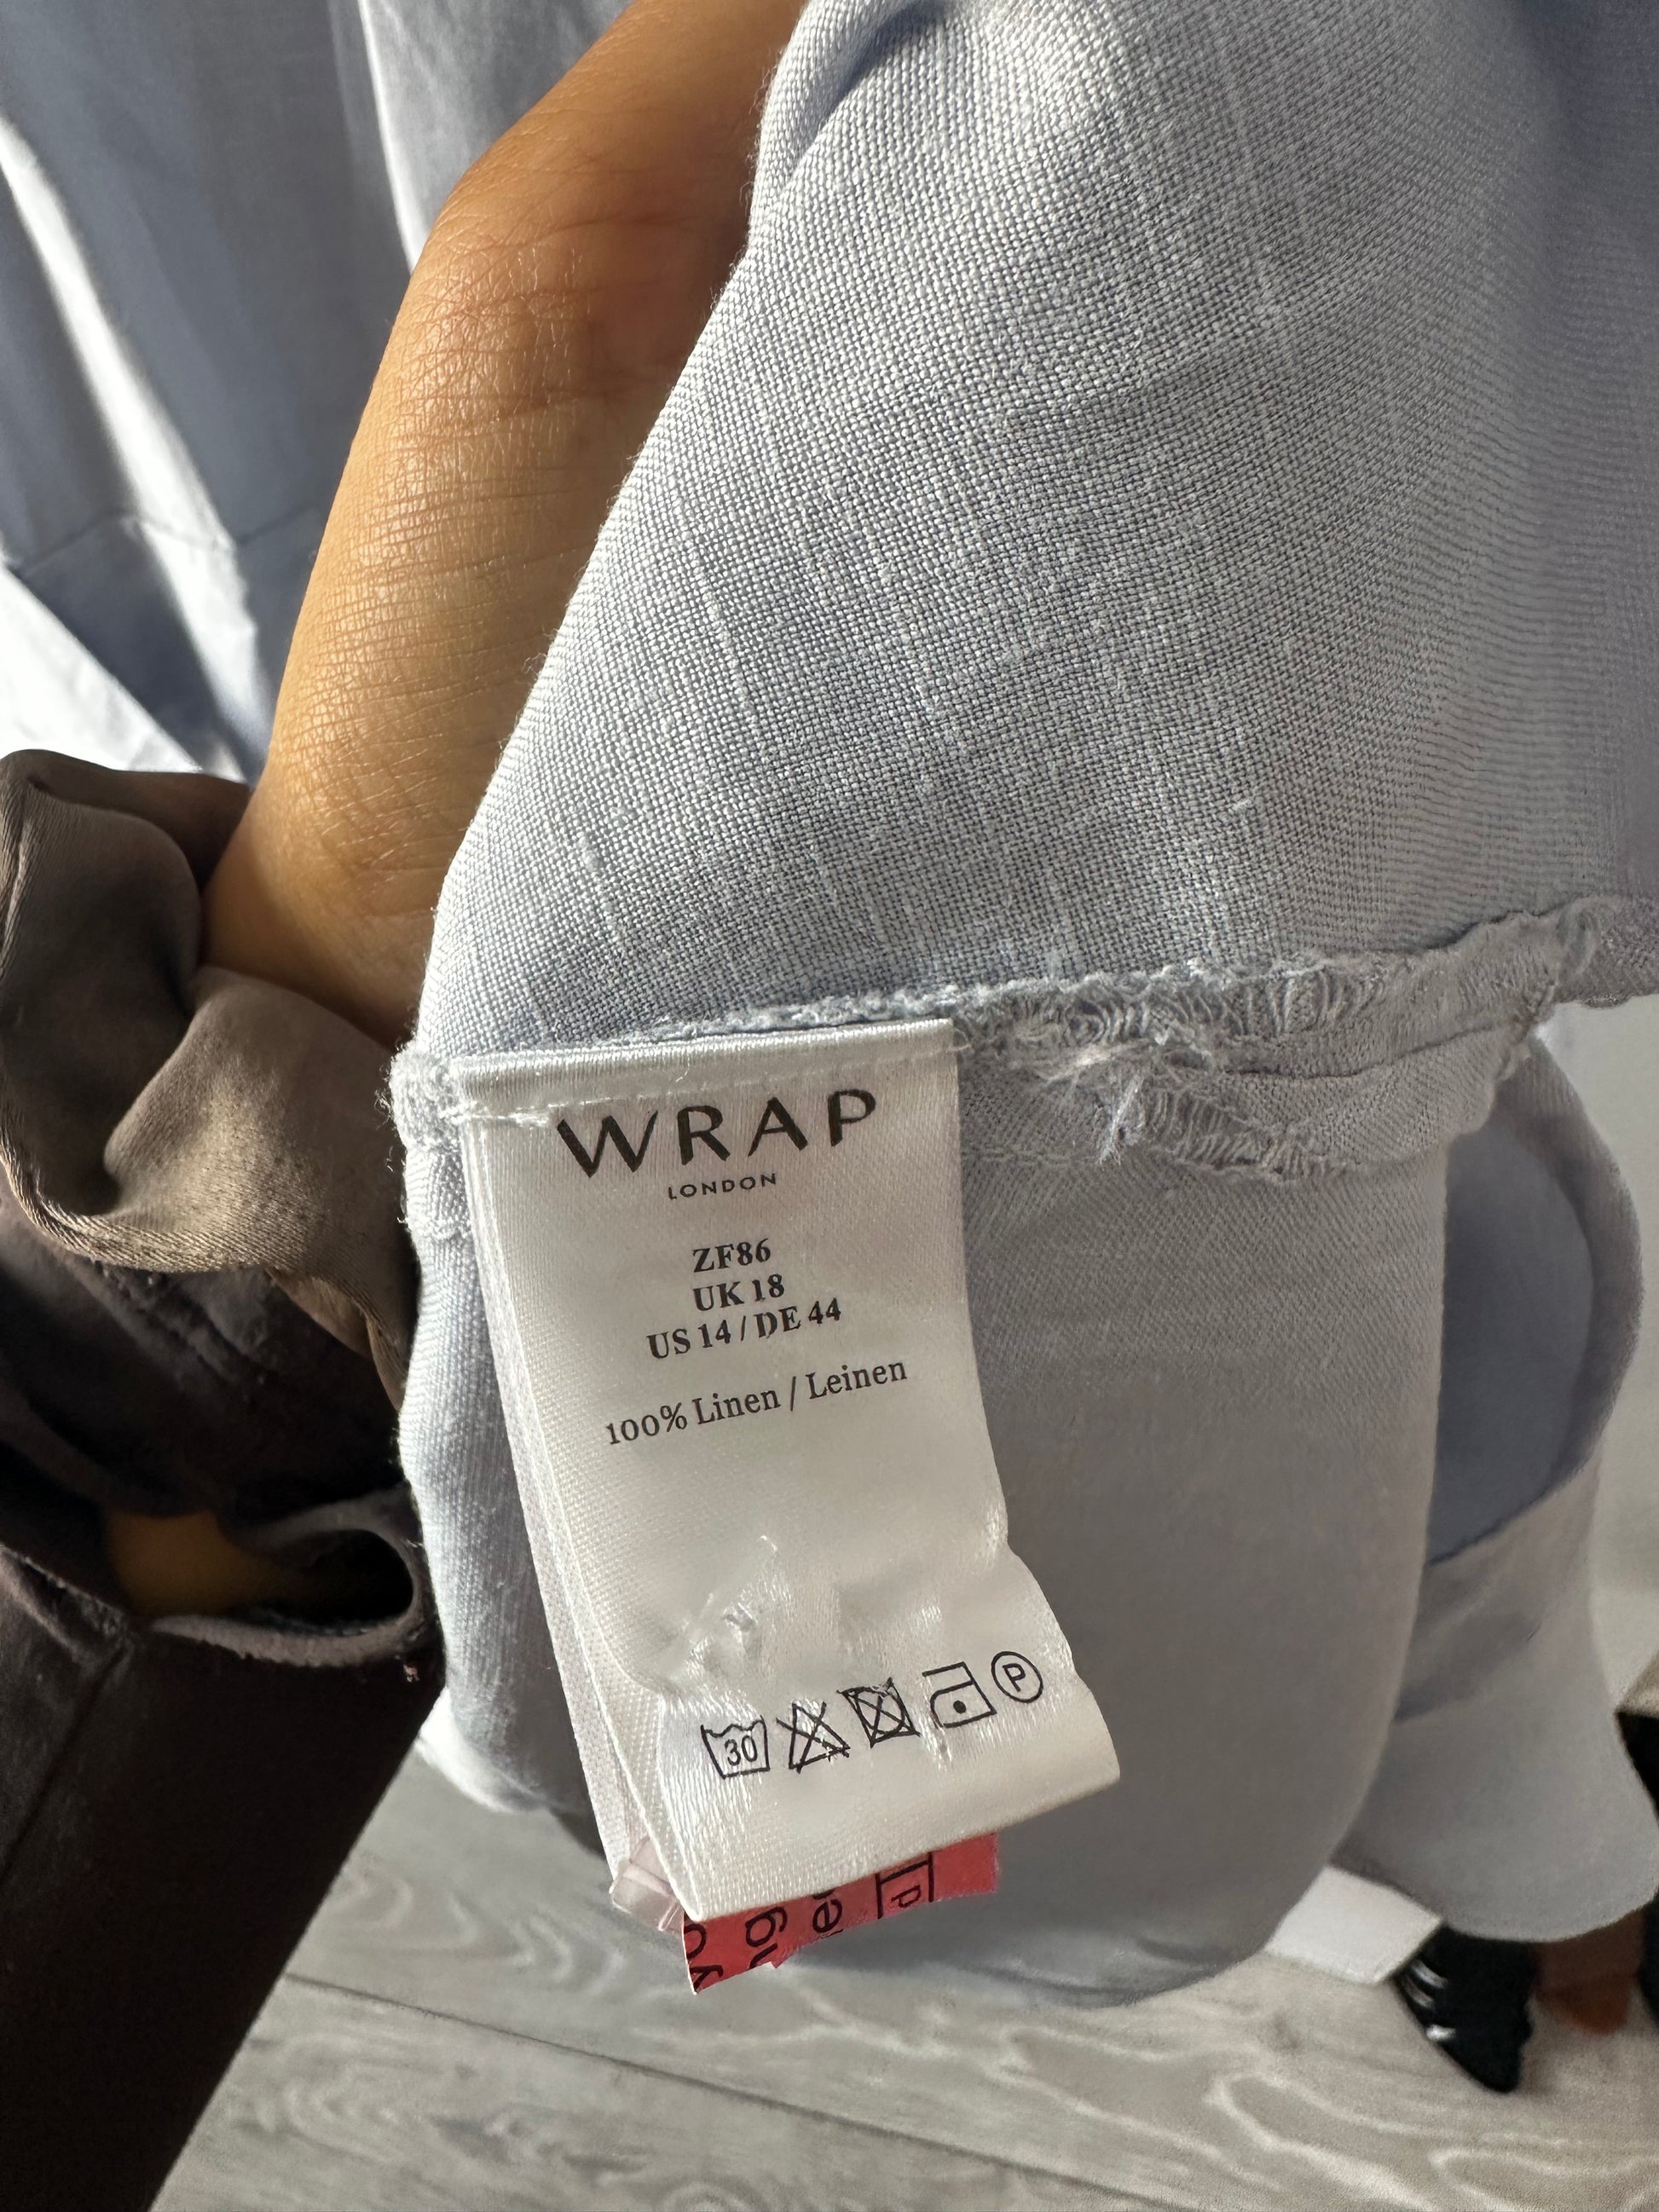 WRAP
LONDON
ZF86
UK 18
US 14 / DE 44
100% Linen / Leinen
30
P